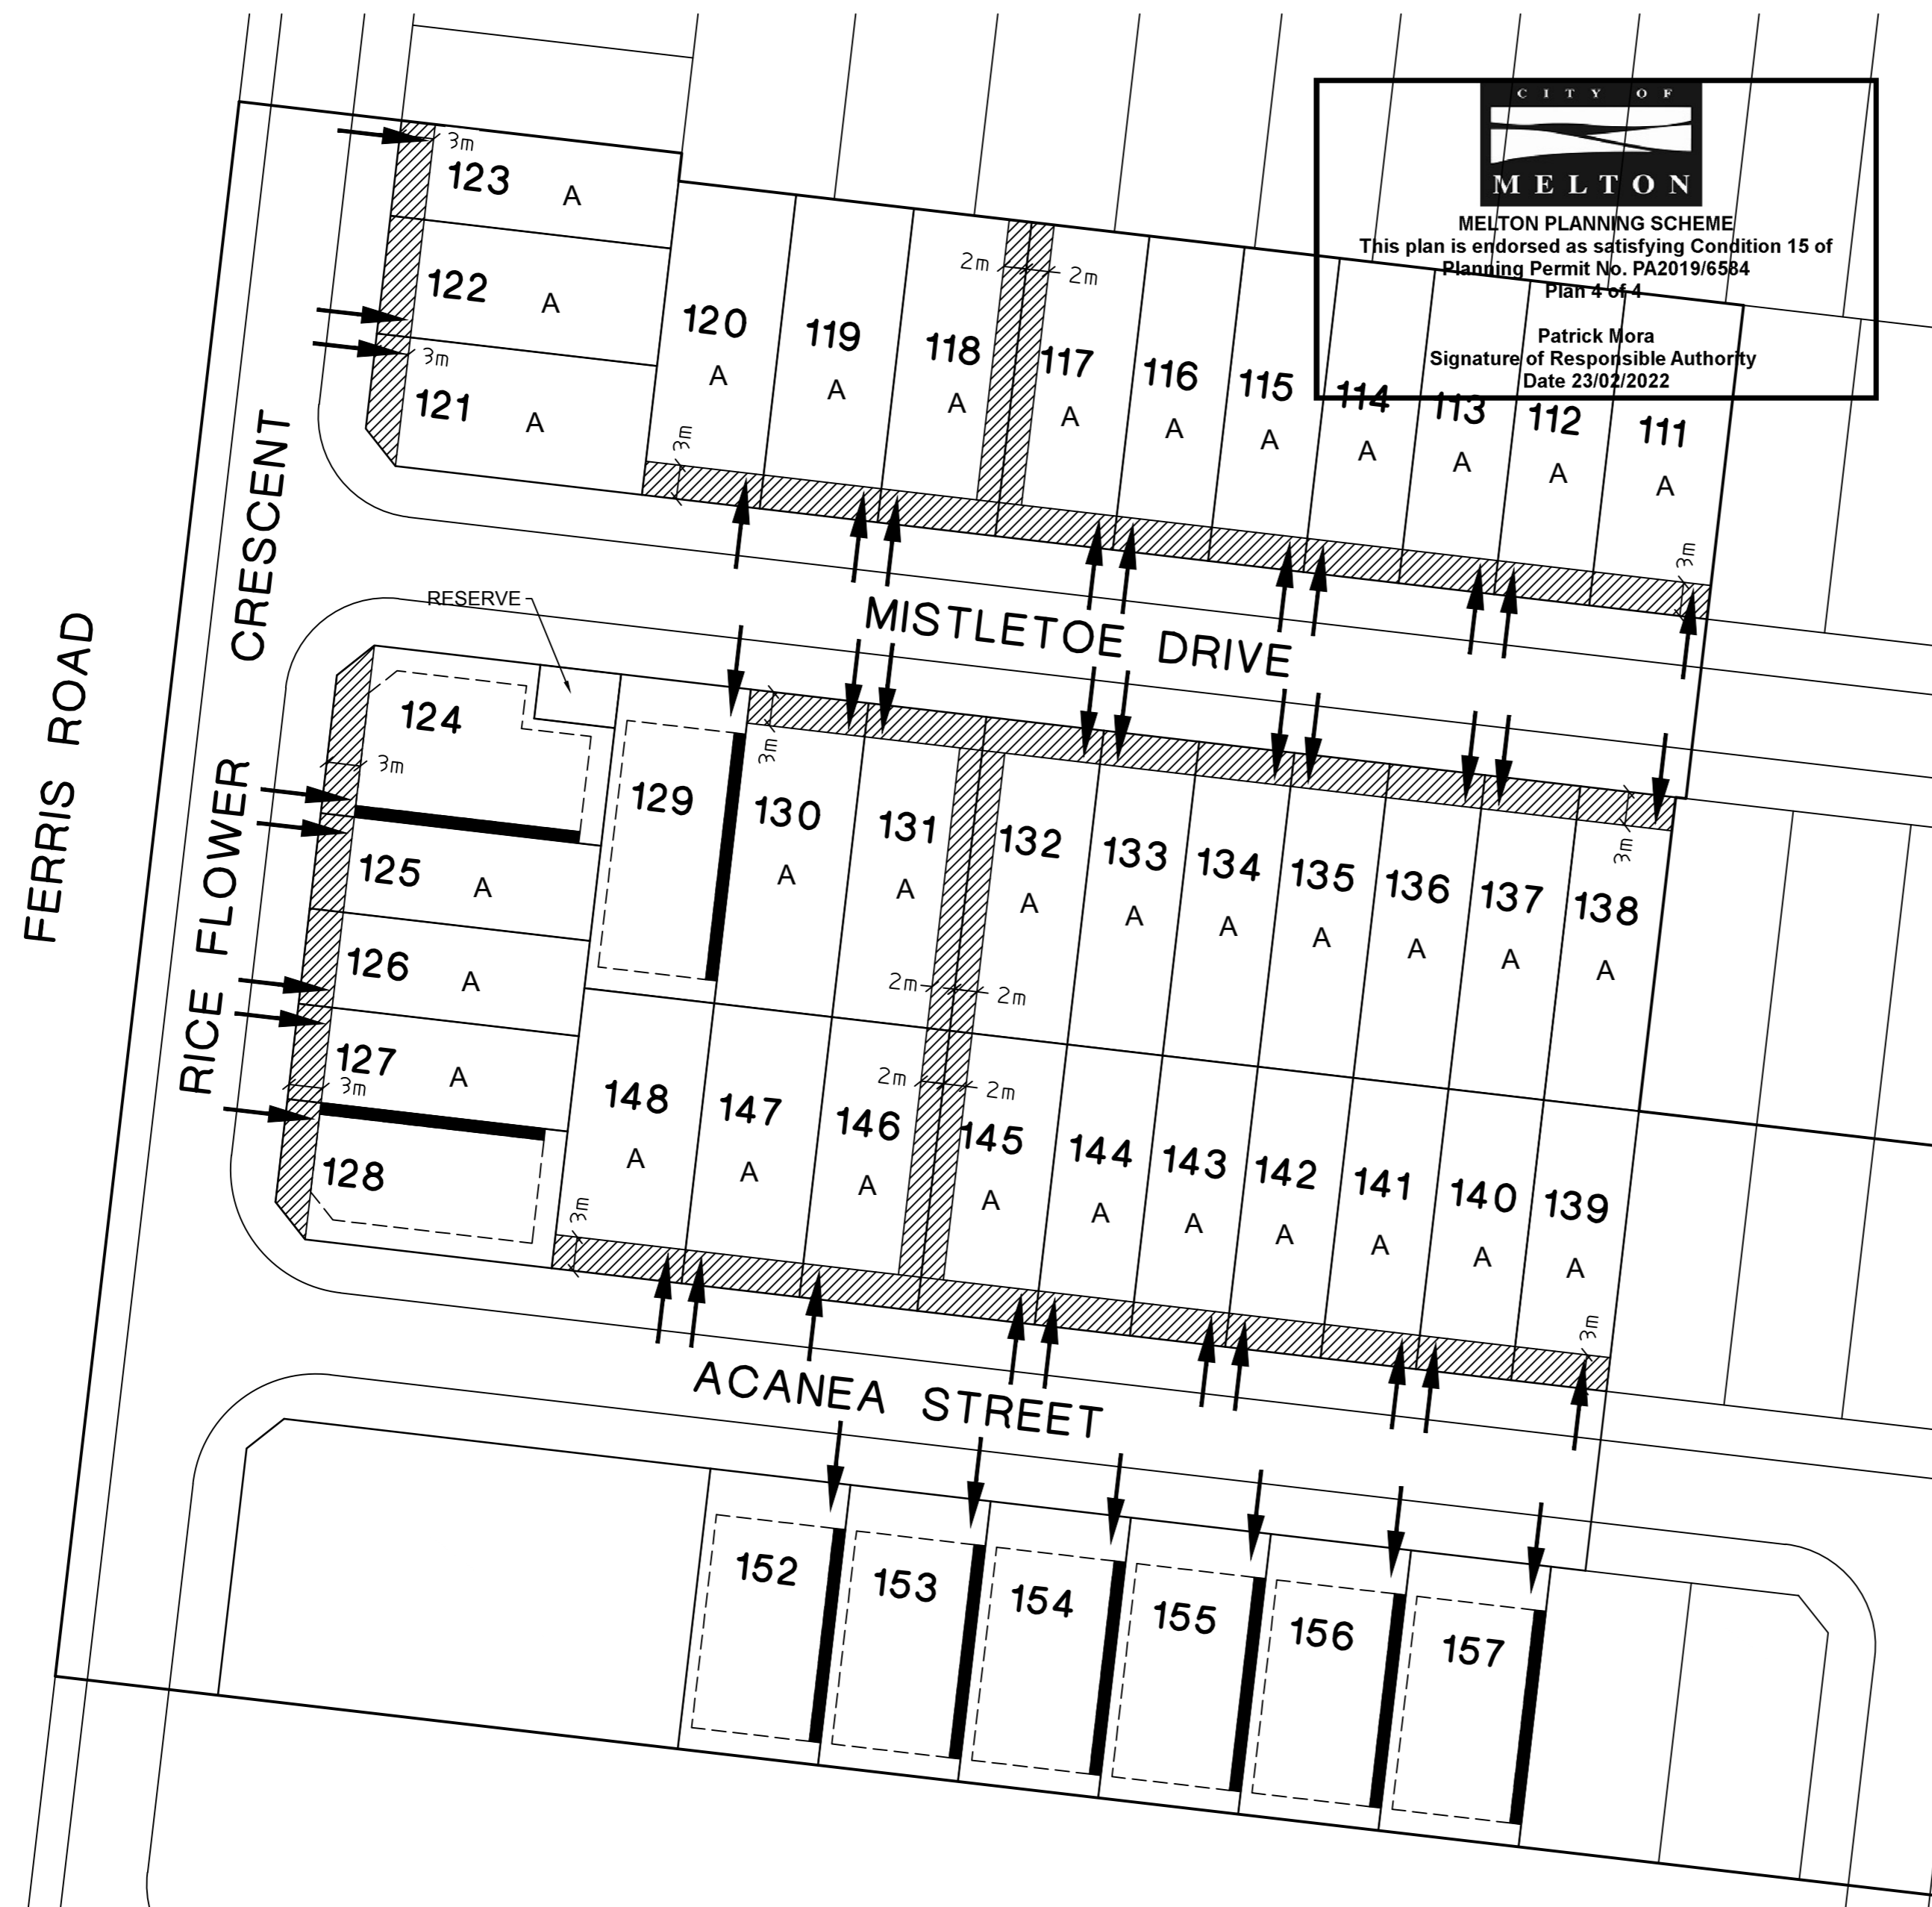 CITY OF
MELTON
MELTON PLANNING SCHEME
This plan is endorsed as satisfying Condition 15 of
Planning Permit No. PA2019/6584
Plan 4 of 4
Patrick Mora
Signature of Responsible Authority
Date 23/02/2022
3m
123 A
122 A
3m
121 A
120 A
119 A
118 A
2m 2m
117 A
116 A
115 A
114 A
113 A
112 A
111 A
3m
3m
MISTLETOE DRIVE
FERRIS ROAD
RICE FLOWER CRESCENT
RESERVE
124
3m
125 A
126 A
127 A
3m
128
129
3m
130 A
131 A
132 A
133 A
134 A
135 A
136 A
137 A
138 A
3m
2m 2m
2m 2m
148 A
147 A
146 A
145 A
144 A
143 A
142 A
141 A
140 A
139 A
3m
3m
ACANEA STREET
152
153
154
155
156
157